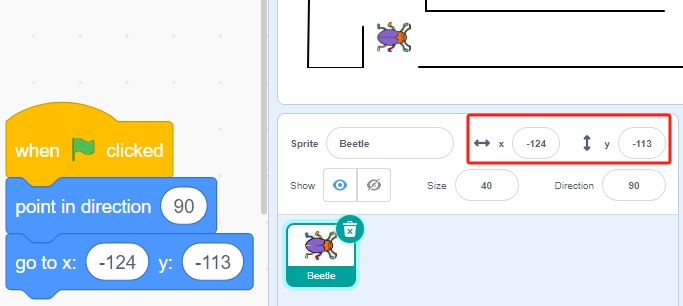 when clicked
point in direction 90
go to x: -124 y: -113
Sprite Beetle x -124 y -113
Show Size 40 Direction 90
Beetle